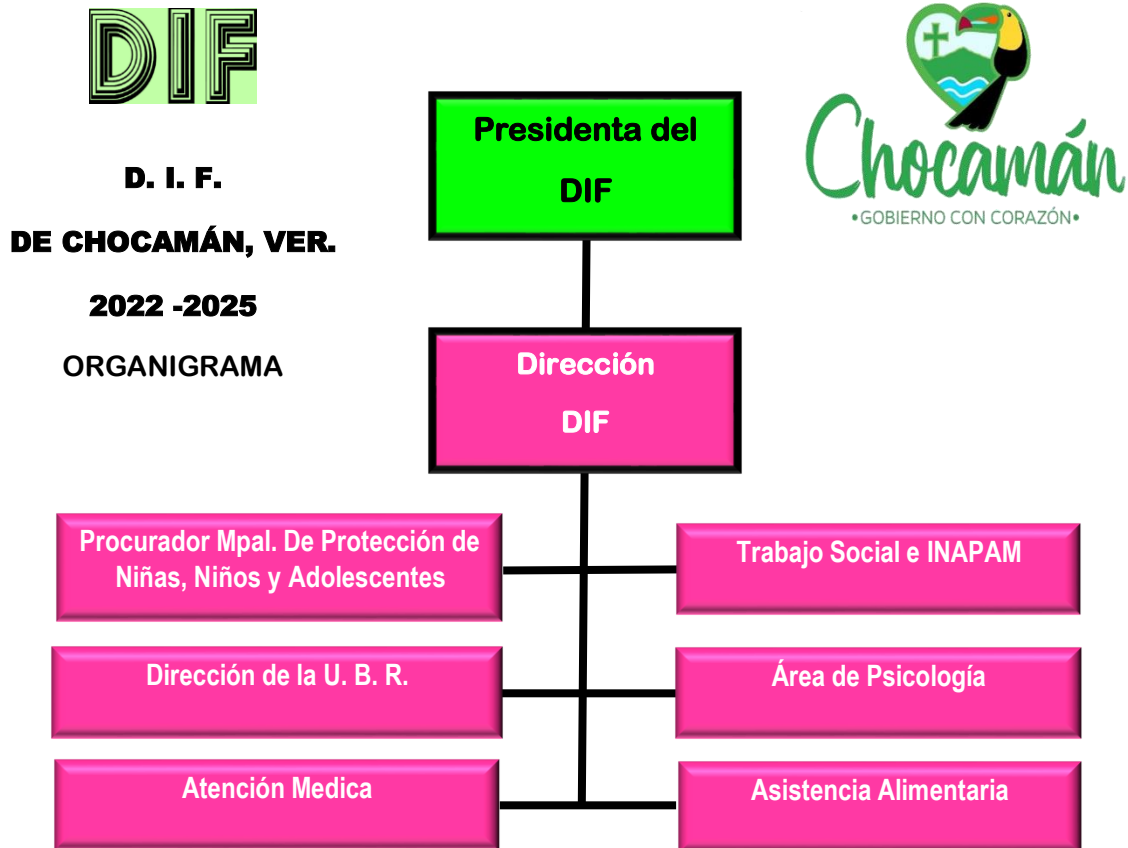 DIF
D. I. F.
DE CHOCAMÁN, VER.
2022 -2025
ORGANIGRAMA
Chocamán
•GOBIERNO CON CORAZÓN•
Presidenta del
DIF
Dirección
DIF
Procurador Mpal. De Protección de
Niñas, Niños y Adolescentes
Trabajo Social e INAPAM
Dirección de la U. B. R.
Área de Psicología
Atención Medica
Asistencia Alimentaria